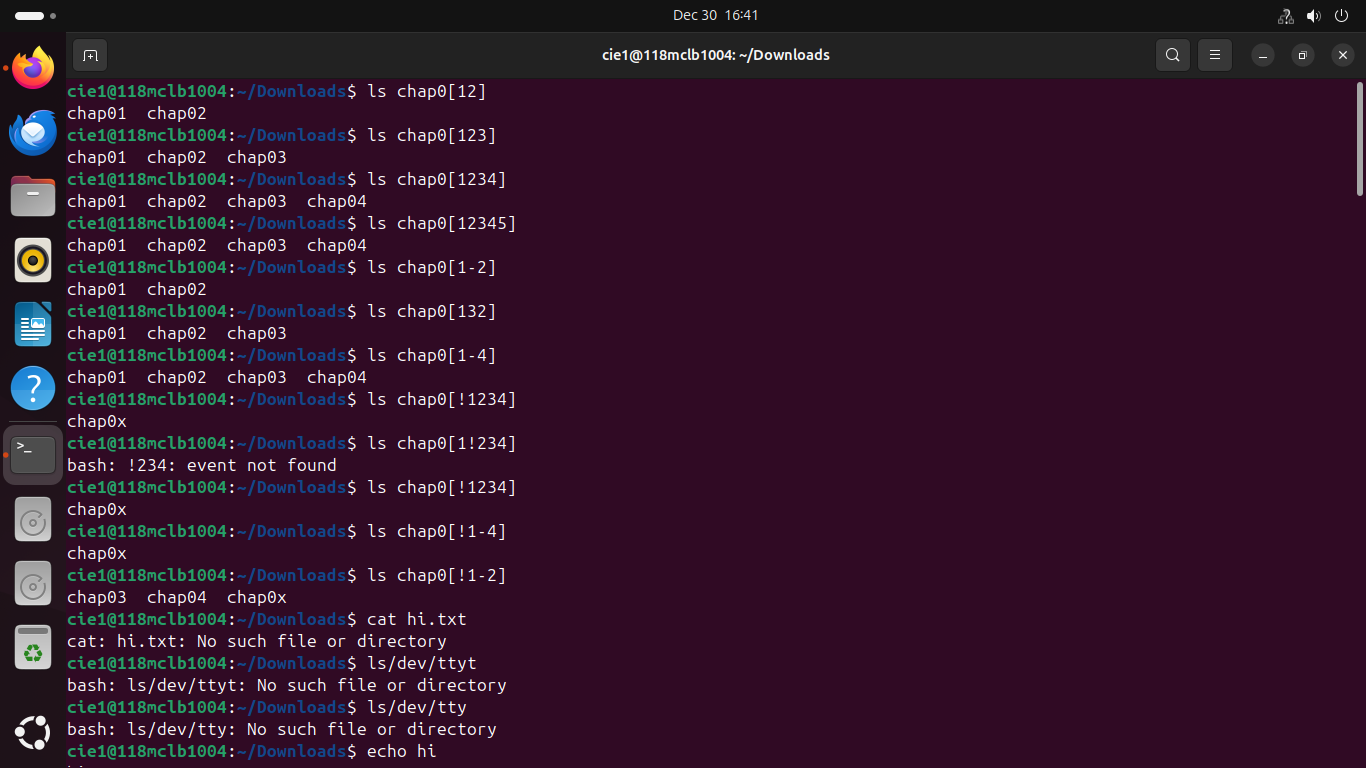 Dec 30 16:41
cie1@118mclb1004: ~/Downloads
cie1@118mclb1004:~/Downloads$ ls chap0[12]
chap01  chap02
cie1@118mclb1004:~/Downloads$ ls chap0[123]
chap01  chap02  chap03
cie1@118mclb1004:~/Downloads$ ls chap0[1234]
chap01  chap02  chap03  chap04
cie1@118mclb1004:~/Downloads$ ls chap0[12345]
chap01  chap02  chap03  chap04
cie1@118mclb1004:~/Downloads$ ls chap0[1-2]
chap01  chap02
cie1@118mclb1004:~/Downloads$ ls chap0[132]
chap01  chap02  chap03
cie1@118mclb1004:~/Downloads$ ls chap0[1-4]
chap01  chap02  chap03  chap04
cie1@118mclb1004:~/Downloads$ ls chap0[!1234]
chap0x
cie1@118mclb1004:~/Downloads$ ls chap0[1!234]
bash: !234: event not found
cie1@118mclb1004:~/Downloads$ ls chap0[!1234]
chap0x
cie1@118mclb1004:~/Downloads$ ls chap0[!1-4]
chap0x
cie1@118mclb1004:~/Downloads$ ls chap0[!1-2]
chap03  chap04  chap0x
cie1@118mclb1004:~/Downloads$ cat hi.txt
cat: hi.txt: No such file or directory
cie1@118mclb1004:~/Downloads$ ls/dev/ttyt
bash: ls/dev/ttyt: No such file or directory
cie1@118mclb1004:~/Downloads$ ls/dev/tty
bash: ls/dev/tty: No such file or directory
cie1@118mclb1004:~/Downloads$ echo hi